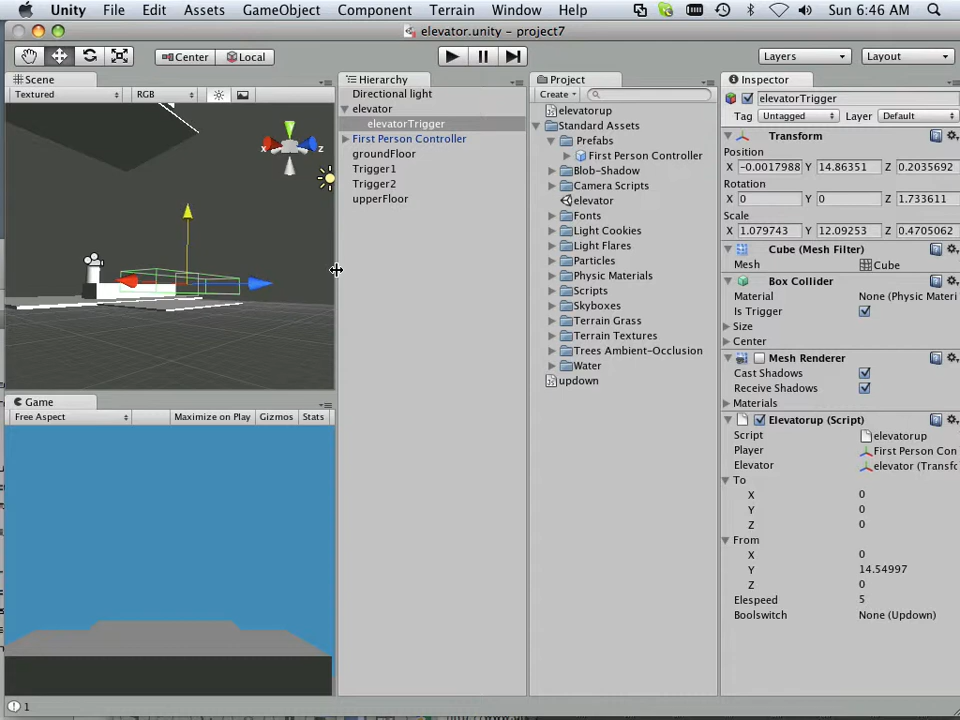 Unity File Edit Assets GameObject Component Terrain Window Help Sun 6:46 AM
elevator.unity - project7
Center Local Layers Layout
Scene
Textured RGB
x z
Hierarchy
Directional light
elevator
elevatorTrigger
First Person Controller
groundFloor
Trigger1
Trigger2
upperFloor
Game
Free Aspect Maximize on Play Gizmos Stats
Project
Create
elevatorup
Standard Assets
Prefabs
First Person Controller
Blob-Shadow
Camera Scripts
elevator
Fonts
Light Cookies
Light Flares
Particles
Physic Materials
Scripts
Skyboxes
Terrain Grass
Terrain Textures
Trees Ambient-Occlusion
Water
updown
Inspector
elevatorTrigger
Tag Untagged Layer Default
Transform
Position
X -0.0017988 Y 14.86351 Z 0.2035692
Rotation
X 0 Y 0 Z 1.733611
Scale
X 1.079743 Y 12.09253 Z 0.4705062
Cube (Mesh Filter)
Mesh Cube
Box Collider
Material None (Physic Materi
Is Trigger
Size
Center
Mesh Renderer
Cast Shadows
Receive Shadows
Materials
Elevatorup (Script)
Script elevatorup
Player First Person Con
Elevator elevator (Transfo
To
X 0
Y 0
Z 0
From
X 0
Y 14.54997
Z 0
Elespeed 5
Boolswitch None (Updown)
1